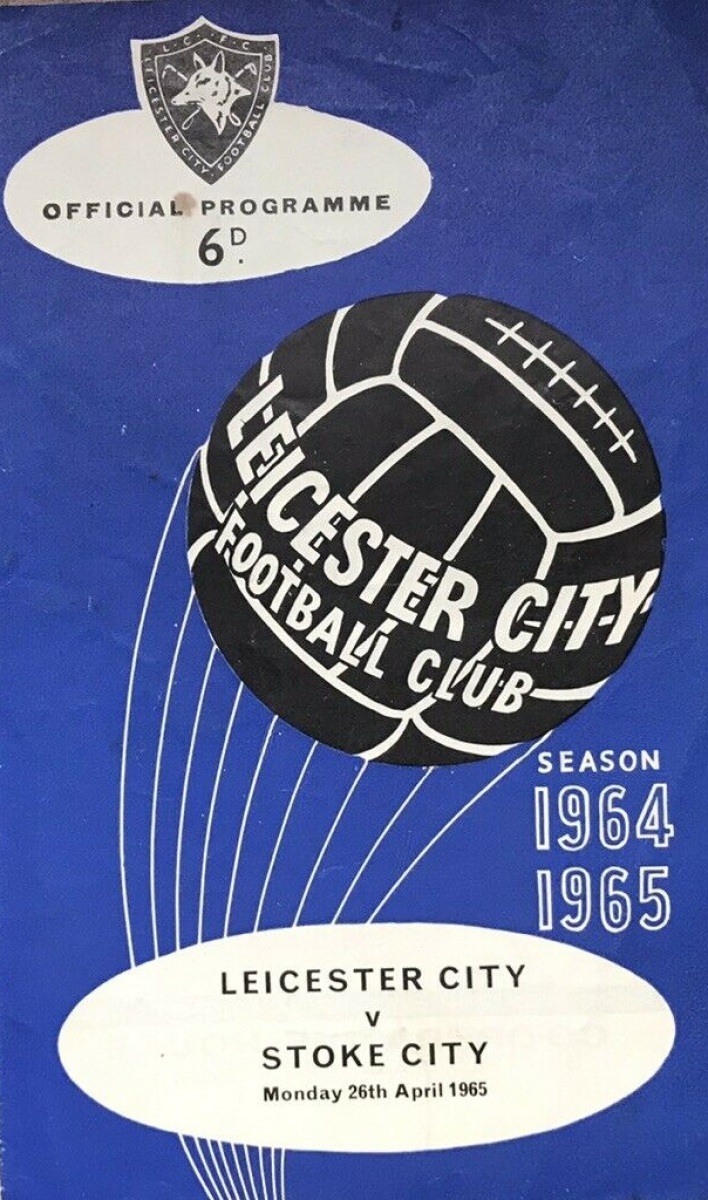 L.C.F.C.
LEICESTER CITY FOOTBALL CLUB
OFFICIAL PROGRAMME
6D.
LEICESTER CITY
FOOTBALL CLUB
SEASON
1964
1965
LEICESTER CITY
v
STOKE CITY
Monday 26th April 1965